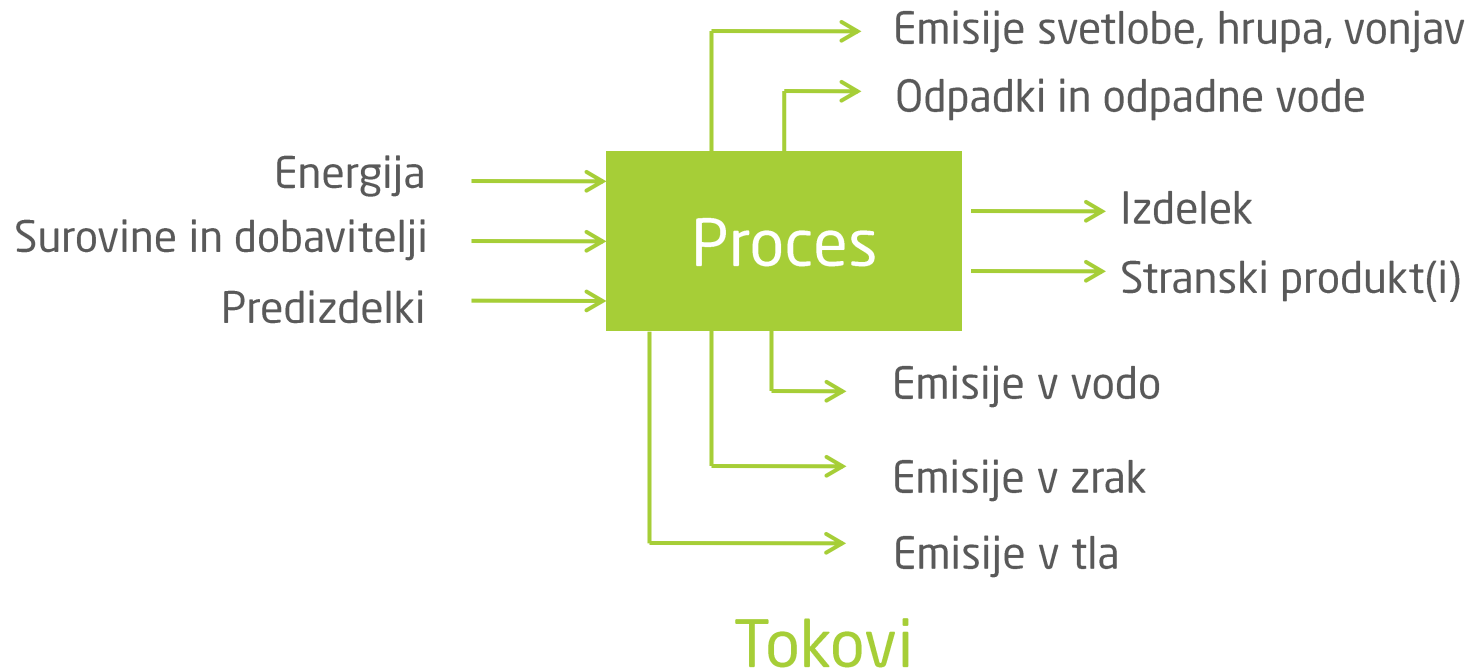 Emisije svetlobe, hrupa, vonjav
Odpadki in odpadne vode
Energija
Surovine in dobavitelji
Predizdelki
Proces
Izdelek
Stranski produkt(i)
Emisije v vodo
Emisije v zrak
Emisije v tla
Tokovi